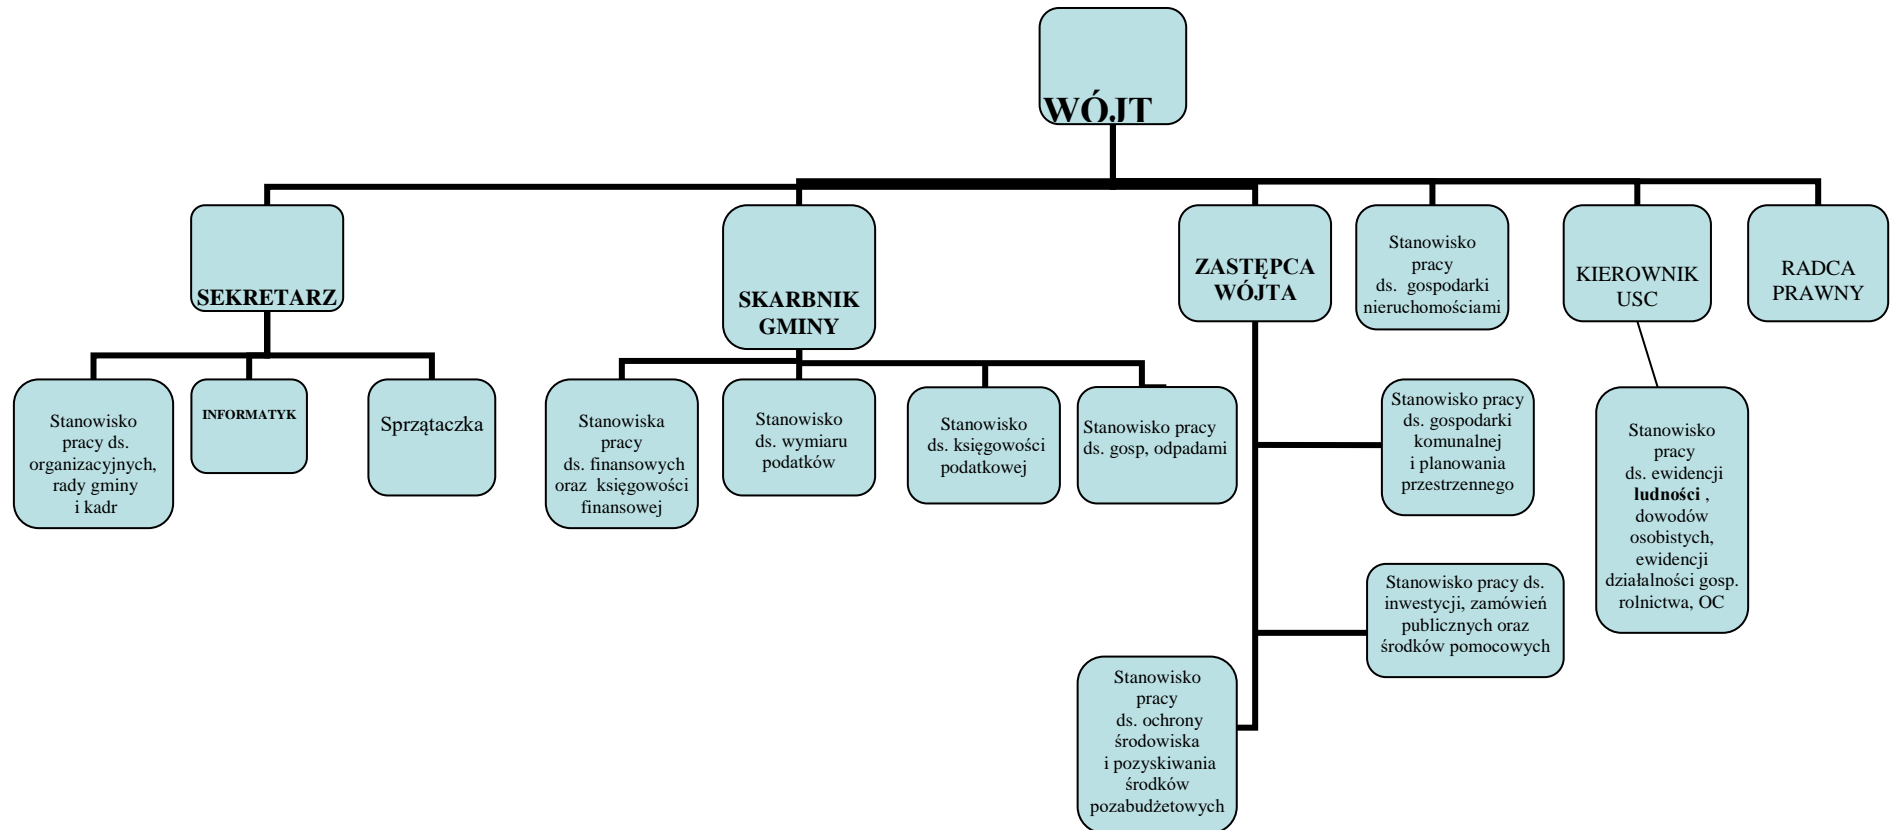 WÓJT
SEKRETARZ
SKARBNIK
GMINY
ZASTĘPCA
WÓJTA
Stanowisko
pracy
ds. gospodarki
nieruchomościami
KIEROWNIK
USC
RADCA
PRAWNY
Stanowisko
pracy ds.
organizacyjnych,
rady gminy
i kadr
INFORMATYK
Sprzątaczka
Stanowiska
pracy
ds. finansowych
oraz księgowości
finansowej
Stanowisko
ds. wymiaru
podatków
Stanowisko
ds. księgowości
podatkowej
Stanowisko pracy
ds. gosp, odpadami
Stanowisko pracy
ds. gospodarki
komunalnej
i planowania
przestrzennego
Stanowisko
pracy
ds. ewidencji
ludności ,
dowodów
osobistych,
ewidencji
działalności gosp.
rolnictwa, OC
Stanowisko pracy ds.
inwestycji, zamówień
publicznych oraz
środków pomocowych
Stanowisko
pracy
ds. ochrony
środowiska
i pozyskiwania
środków
pozabudżetowych